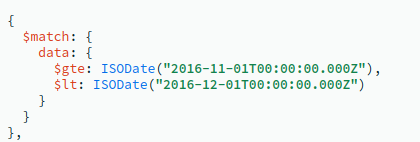 {
  $match: {
    data: {
      $gte: ISODate("2016-11-01T00:00:00.000Z"),
      $lt: ISODate("2016-12-01T00:00:00.000Z")
    }
  }
},